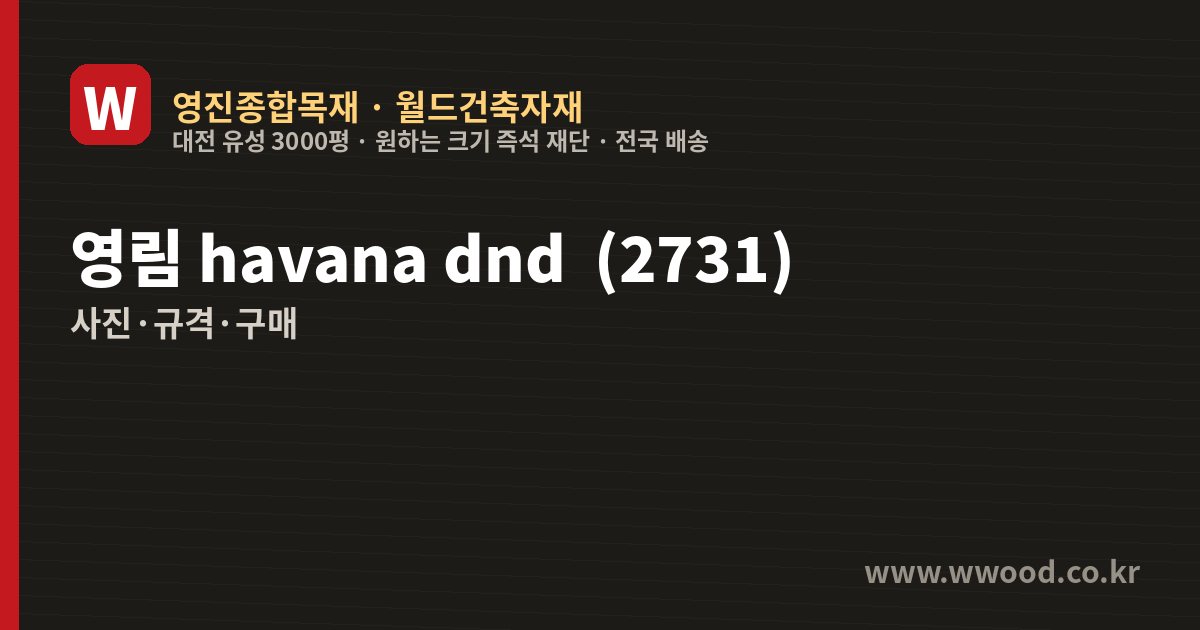 W
영진종합목재 · 월드건축자재
대전 유성 3000평 · 원하는 크기 즉석 재단 · 전국 배송
영림 havana dnd  (2731)
사진·규격·구매
www.wwood.co.kr